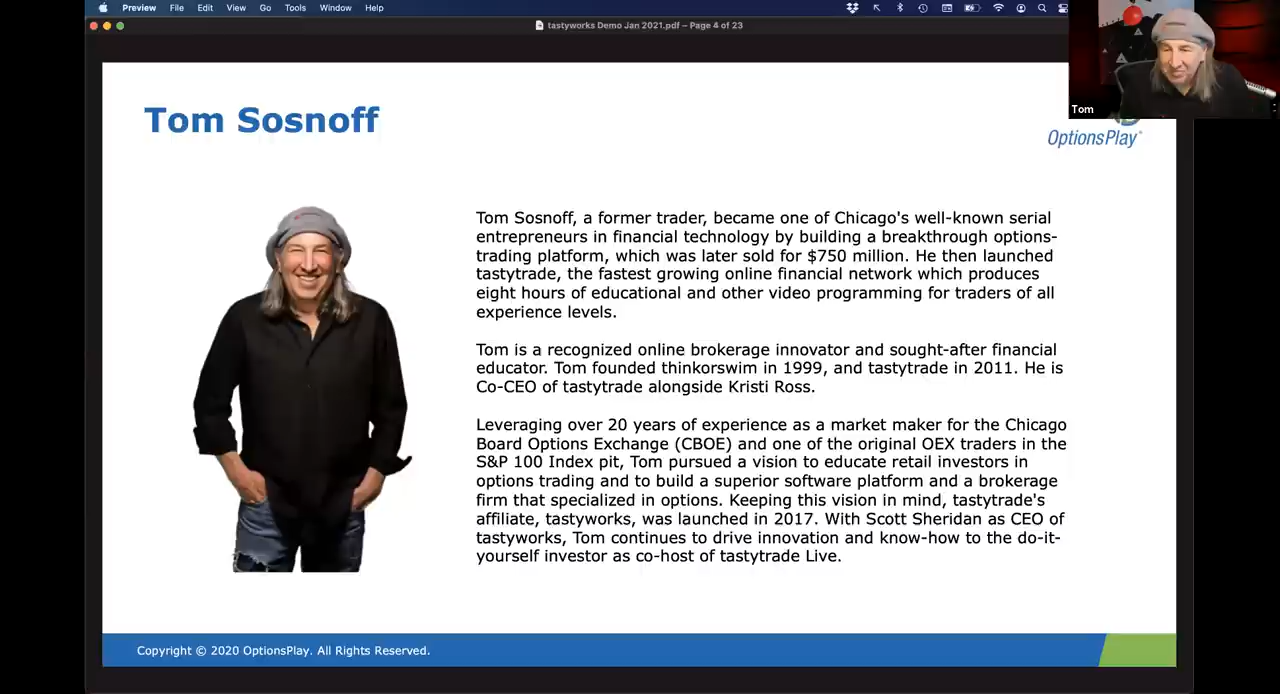 Preview File Edit View Go Tools Window Help
tastyworks Demo Jan 2021.pdf – Page 4 of 23
Tom
Tom Sosnoff
OptionsPlay
Tom Sosnoff, a former trader, became one of Chicago's well-known serial
entrepreneurs in financial technology by building a breakthrough options-
trading platform, which was later sold for $750 million. He then launched
tastytrade, the fastest growing online financial network which produces
eight hours of educational and other video programming for traders of all
experience levels.
Tom is a recognized online brokerage innovator and sought-after financial
educator. Tom founded thinkorswim in 1999, and tastytrade in 2011. He is
Co-CEO of tastytrade alongside Kristi Ross.
Leveraging over 20 years of experience as a market maker for the Chicago
Board Options Exchange (CBOE) and one of the original OEX traders in the
S&P 100 Index pit, Tom pursued a vision to educate retail investors in
options trading and to build a superior software platform and a brokerage
firm that specialized in options. Keeping this vision in mind, tastytrade's
affiliate, tastyworks, was launched in 2017. With Scott Sheridan as CEO of
tastyworks, Tom continues to drive innovation and know-how to the do-it-
yourself investor as co-host of tastytrade Live.
Copyright © 2020 OptionsPlay. All Rights Reserved.